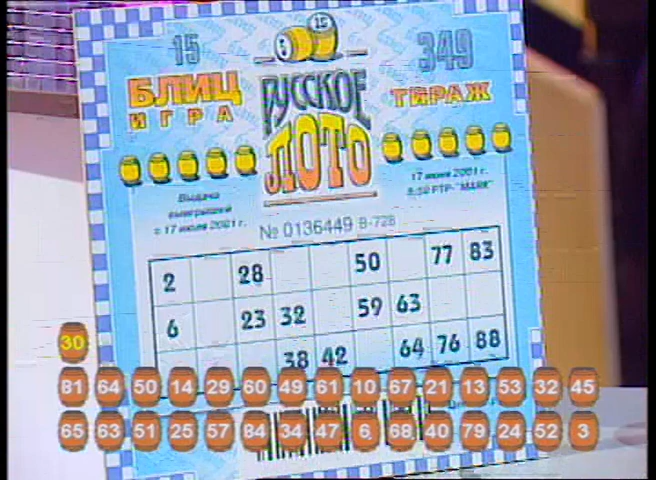 15
349
БЛИЦ
ИГРА
РУССКОЕ
ЛОТО
ТИРАЖ
Выдача
выигрышей
с 17 июля 2001 г.
17 июня 2001 г.
8:50 РТР-"МАЯК"
№ 0136449 В-728
2 28 50 77 83
6 23 32 59 63
38 42 64 76 88
30
81 64 50 14 29 60 49 61 10 67 21 13 53 32 45
65 63 51 25 57 84 34 47 6. 68 40 79 24 52 3